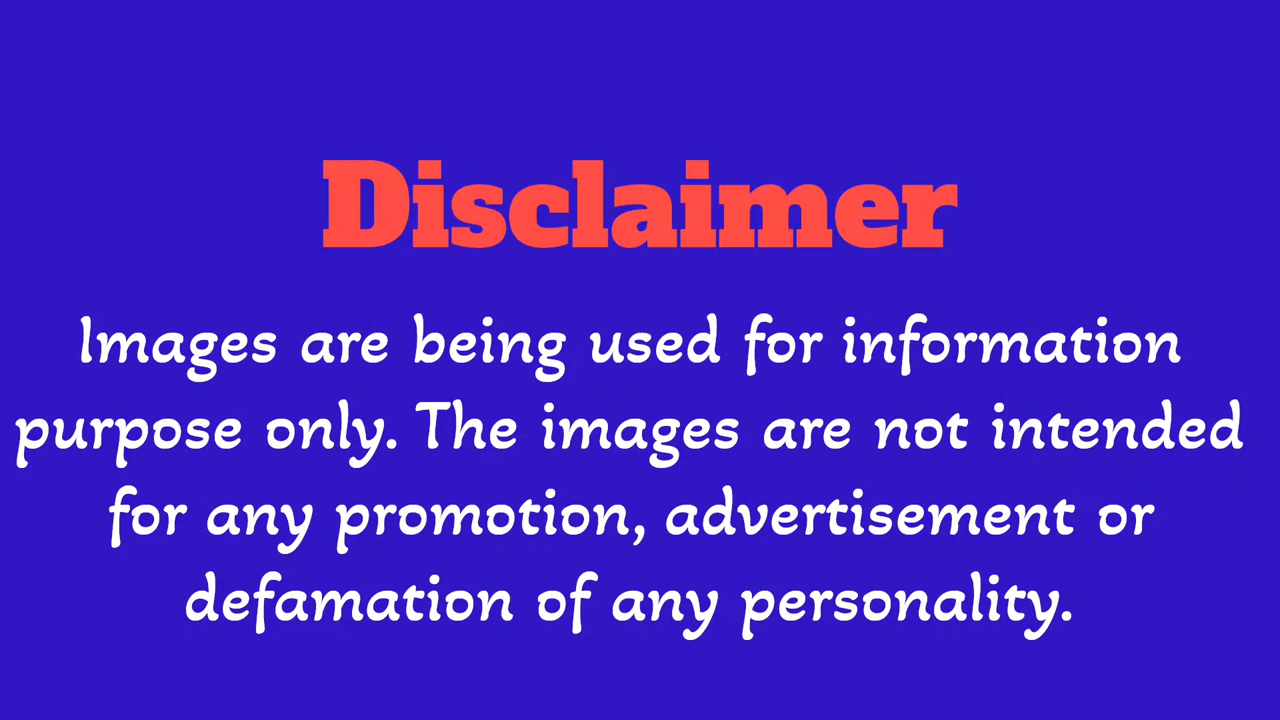 Disclaimer
Images are being used for information
purpose only. The images are not intended
for any promotion, advertisement or
defamation of any personality.